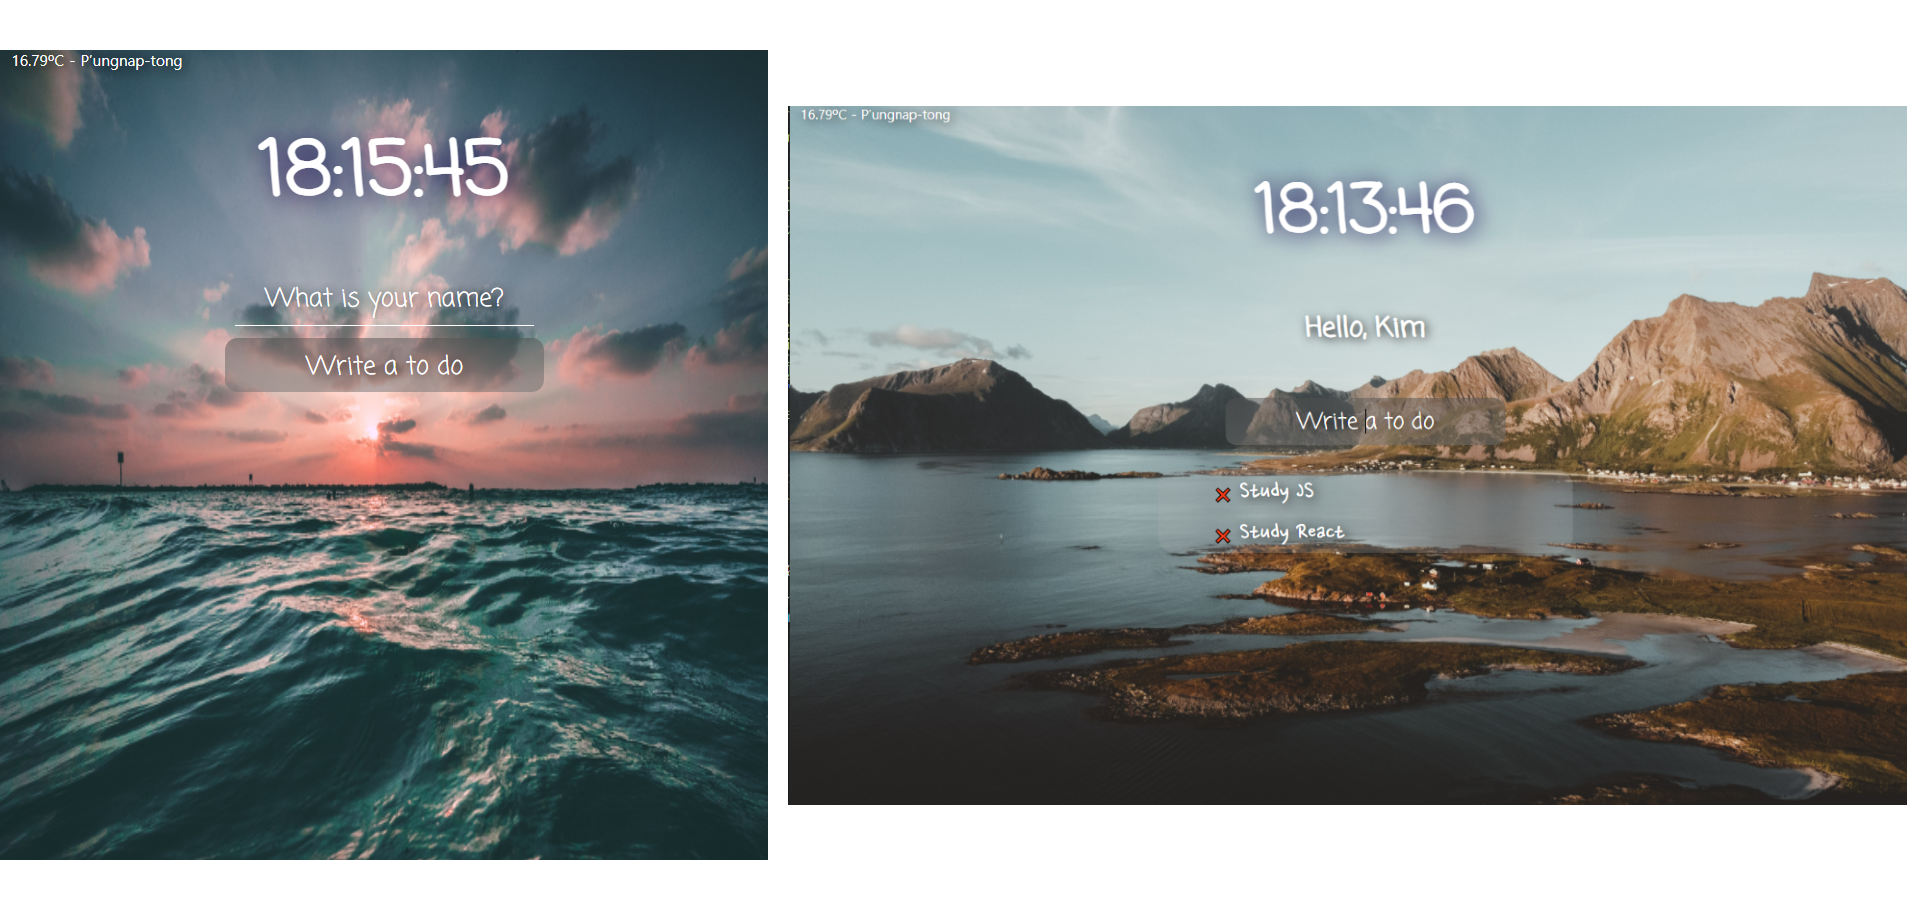 16.79ºC - P'ungnap-tong
18:15:45
What is your name?
Write a to do
16.79ºC - P'ungnap-tong
18:13:46
Hello, Kim
Write a to do
❌ Study JS
❌ Study React